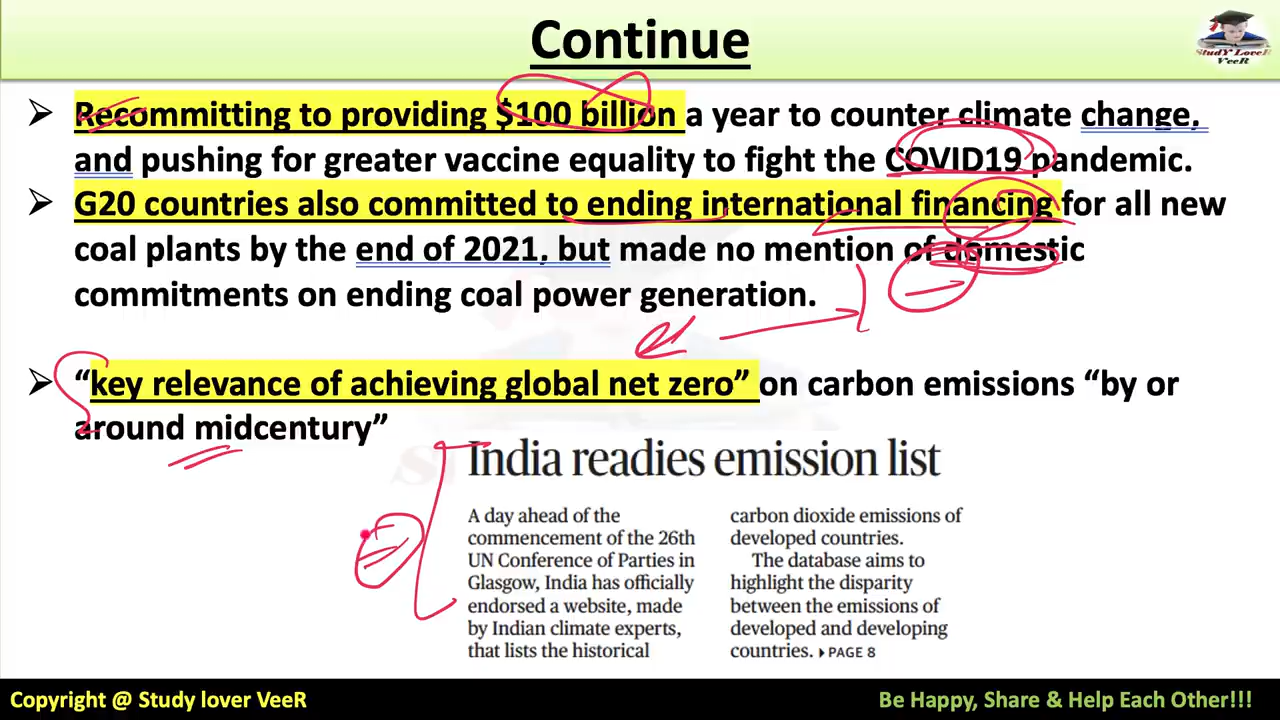 Continue
StudY LoveR
VeeR
➢ Recommitting to providing $100 billion a year to counter climate change,
and pushing for greater vaccine equality to fight the COVID19 pandemic.
➢ G20 countries also committed to ending international financing for all new
coal plants by the end of 2021, but made no mention of domestic
commitments on ending coal power generation.
➢ “key relevance of achieving global net zero” on carbon emissions “by or
around midcentury”
India readies emission list
A day ahead of the
commencement of the 26th
UN Conference of Parties in
Glasgow, India has officially
endorsed a website, made
by Indian climate experts,
that lists the historical
carbon dioxide emissions of
developed countries.
The database aims to
highlight the disparity
between the emissions of
developed and developing
countries. ▸PAGE 8
Copyright @ Study lover VeeR
Be Happy, Share & Help Each Other!!!